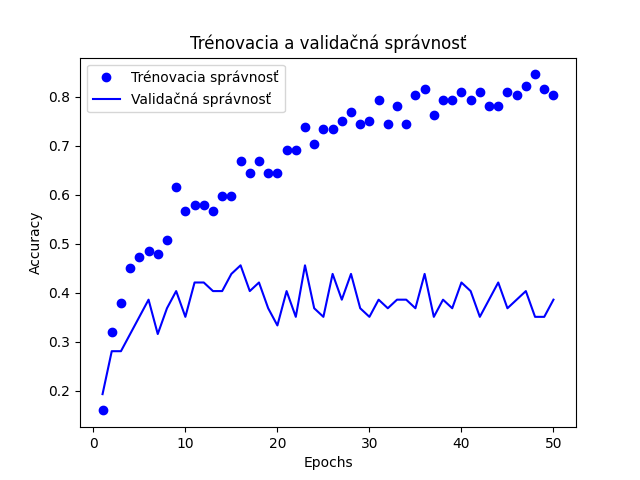 Trénovacia a validačná správnosť
Trénovacia správnosť
Validačná správnosť
Accuracy
0.8
0.7
0.6
0.5
0.4
0.3
0.2
0 10 20 30 40 50
Epochs